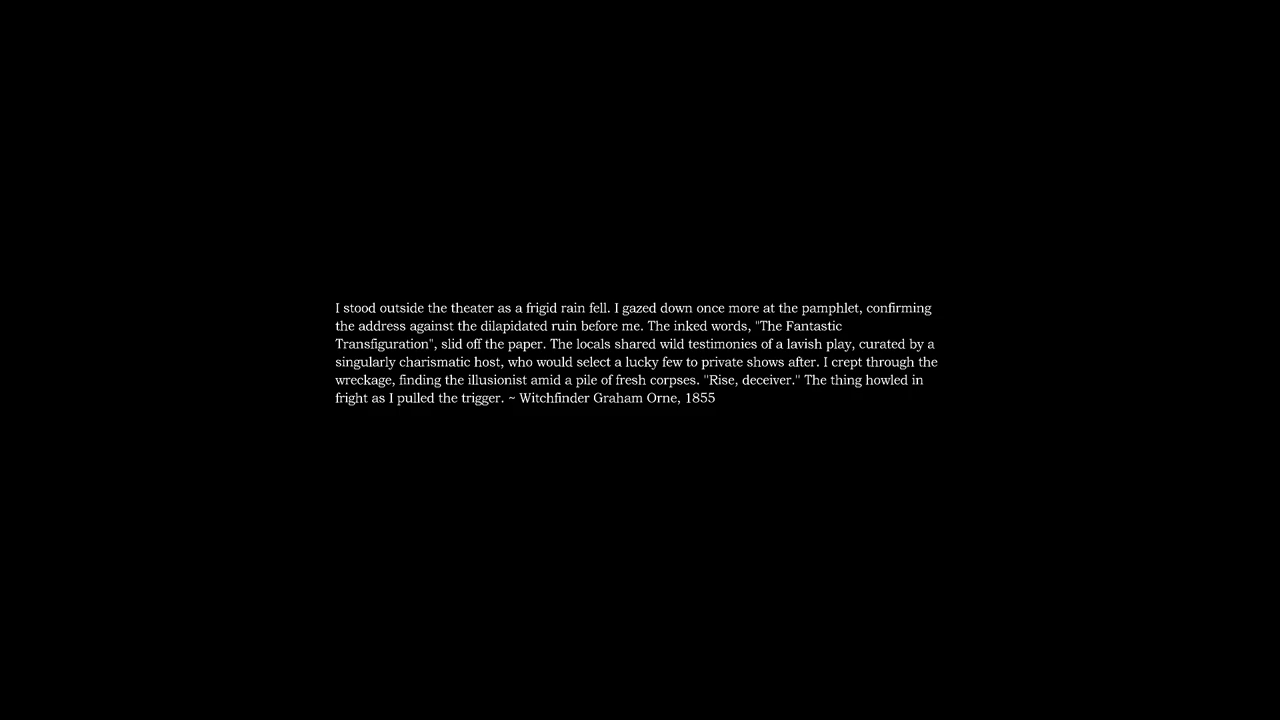 I stood outside the theater as a frigid rain fell. I gazed down once more at the pamphlet, confirming
the address against the dilapidated ruin before me. The inked words, "The Fantastic
Transfiguration", slid off the paper. The locals shared wild testimonies of a lavish play, curated by a
singularly charismatic host, who would select a lucky few to private shows after. I crept through the
wreckage, finding the illusionist amid a pile of fresh corpses. "Rise, deceiver." The thing howled in
fright as I pulled the trigger. ~ Witchfinder Graham Orne, 1855